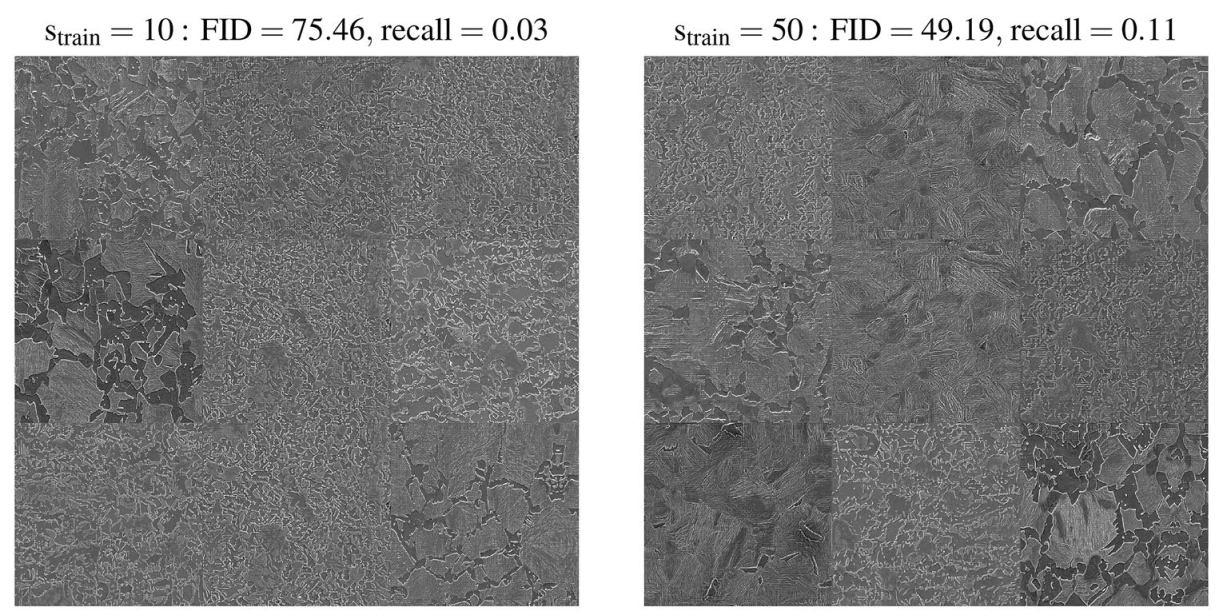 s_train = 10 : FID = 75.46, recall = 0.03
s_train = 50 : FID = 49.19, recall = 0.11